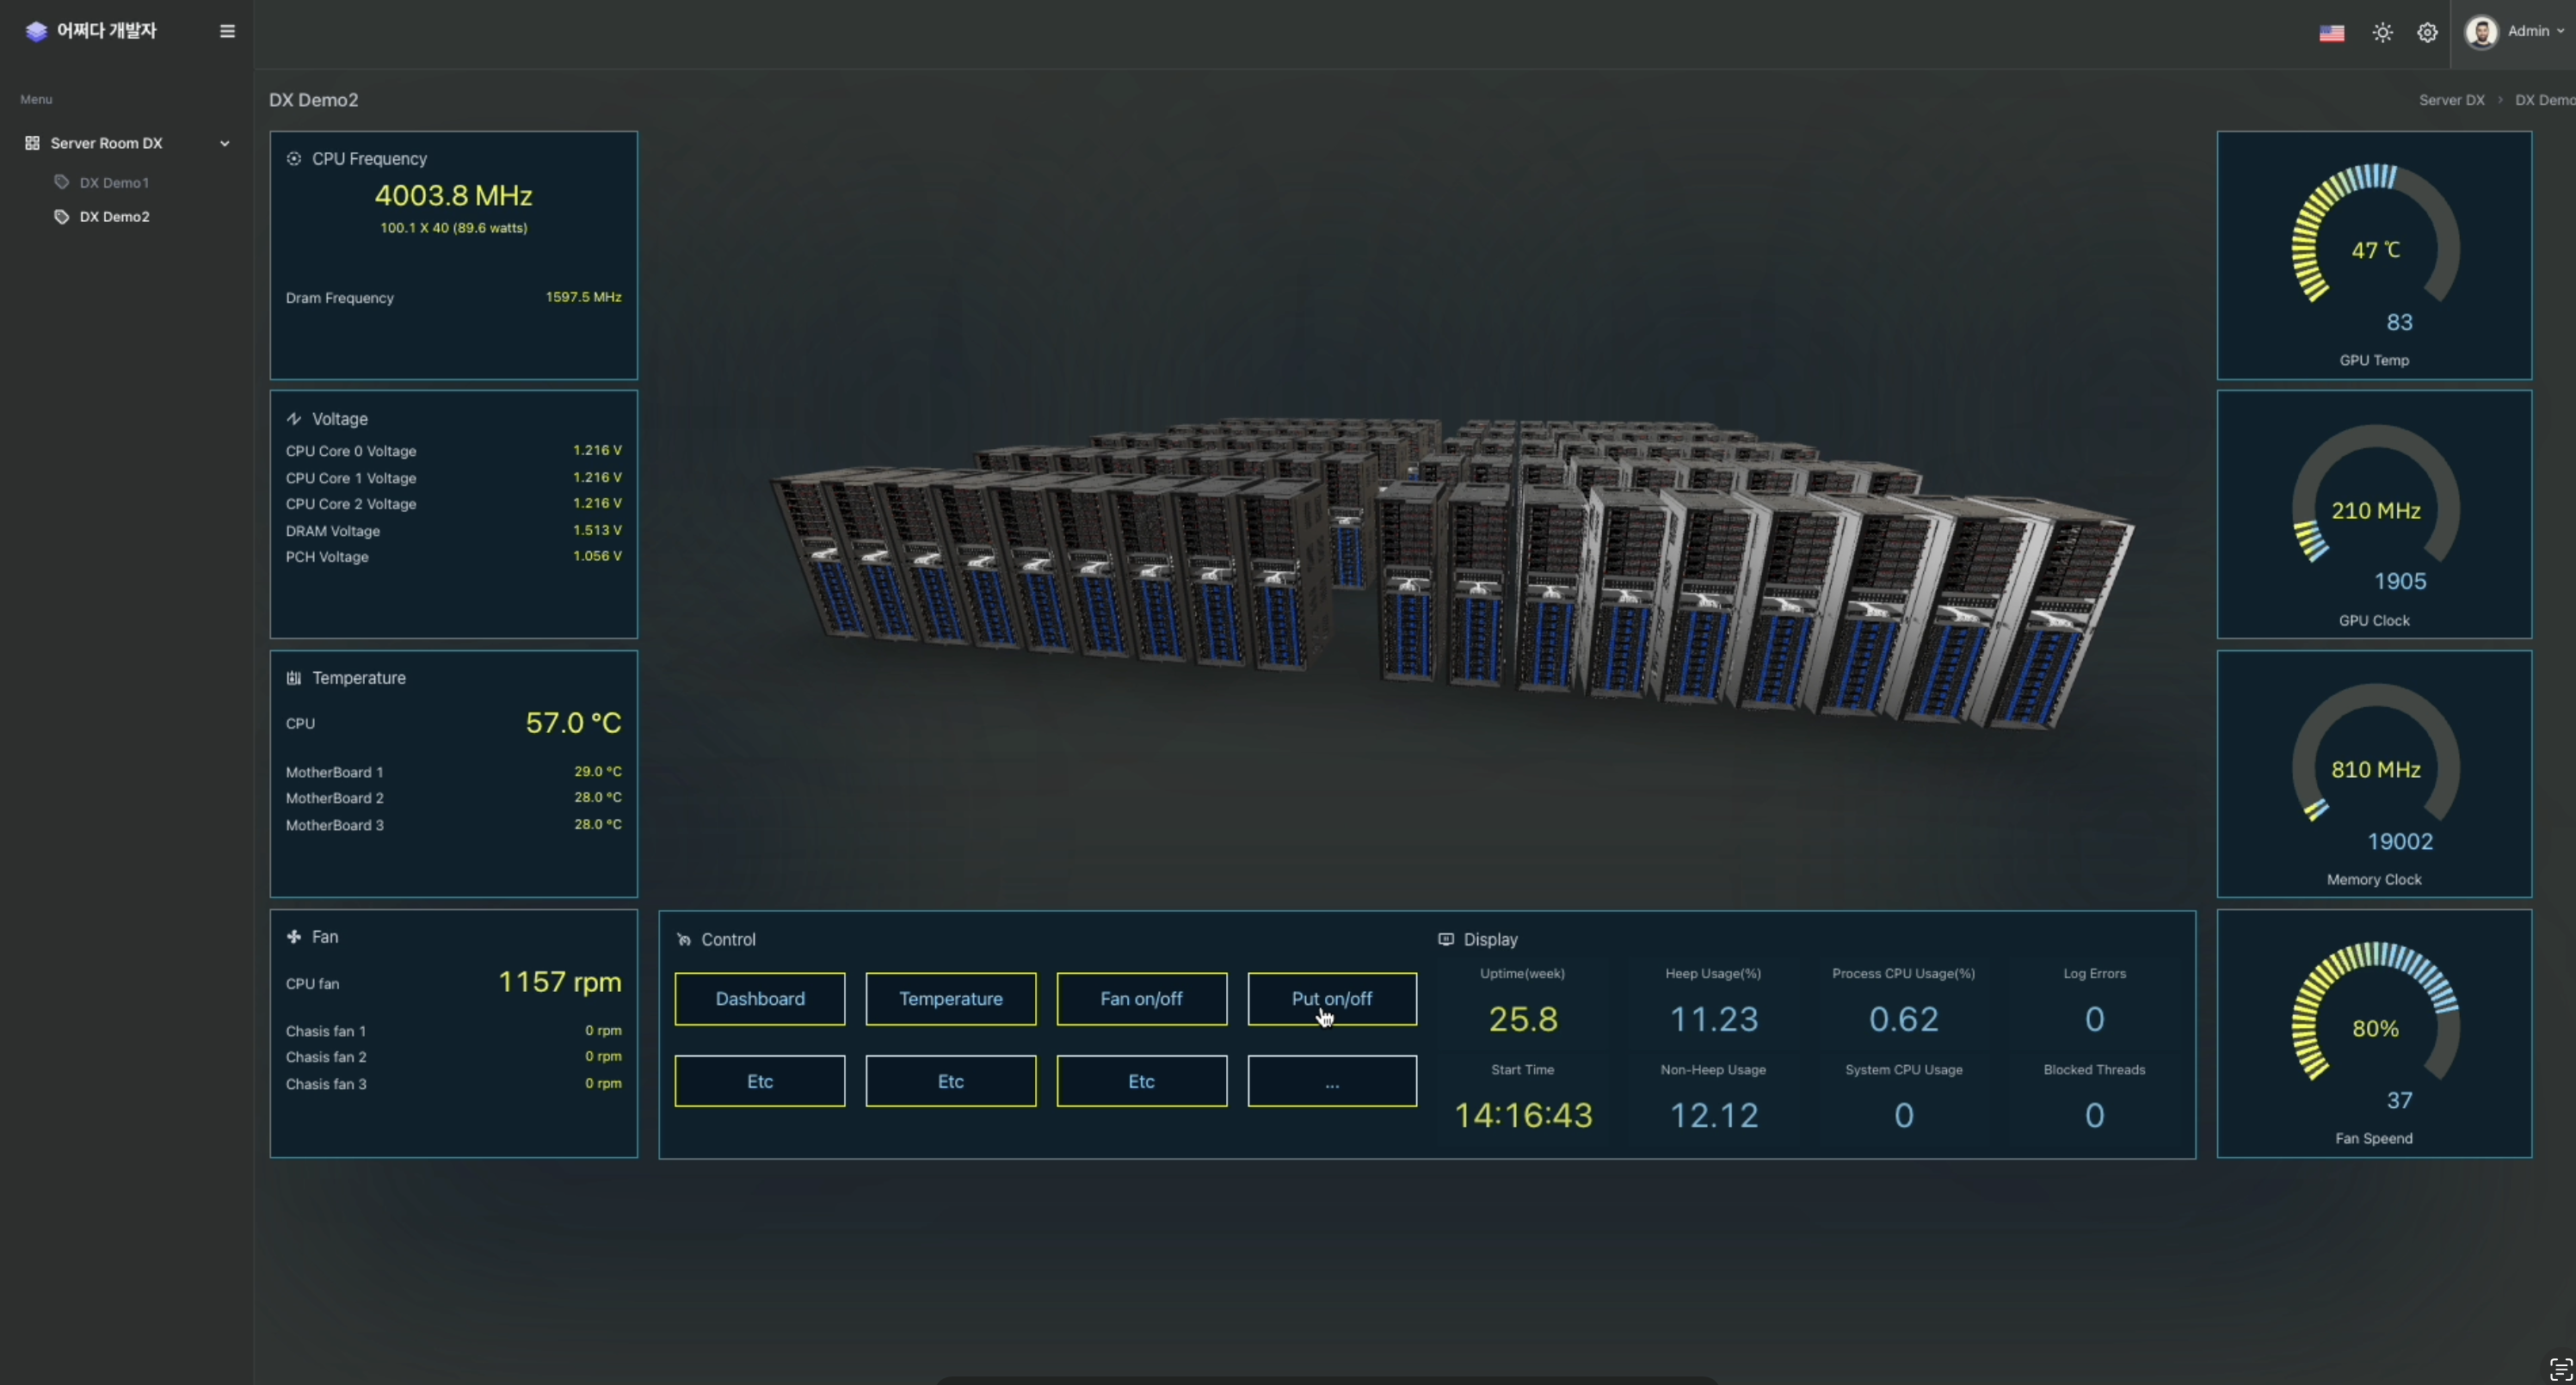 어쩌다 개발자
Admin
Menu
Server Room DX
DX Demo1
DX Demo2
DX Demo2
Server DX > DX Demo
CPU Frequency
4003.8 MHz
100.1 X 40 (89.6 watts)
Dram Frequency 1597.5 MHz
Voltage
CPU Core 0 Voltage 1.216 V
CPU Core 1 Voltage 1.216 V
CPU Core 2 Voltage 1.216 V
DRAM Voltage 1.513 V
PCH Voltage 1.056 V
Temperature
CPU 57.0 °C
MotherBoard 1 29.0 °C
MotherBoard 2 28.0 °C
MotherBoard 3 28.0 °C
Fan
CPU fan 1157 rpm
Chasis fan 1 0 rpm
Chasis fan 2 0 rpm
Chasis fan 3 0 rpm
Control
Dashboard Temperature Fan on/off Put on/off
Etc Etc Etc ...
Display
Uptime(week) Heep Usage(%) Process CPU Usage(%) Log Errors
25.8 11.23 0.62 0
Start Time Non-Heep Usage System CPU Usage Blocked Threads
14:16:43 12.12 0 0
47 ℃
83
GPU Temp
210 MHz
1905
GPU Clock
810 MHz
19002
Memory Clock
80%
37
Fan Speend